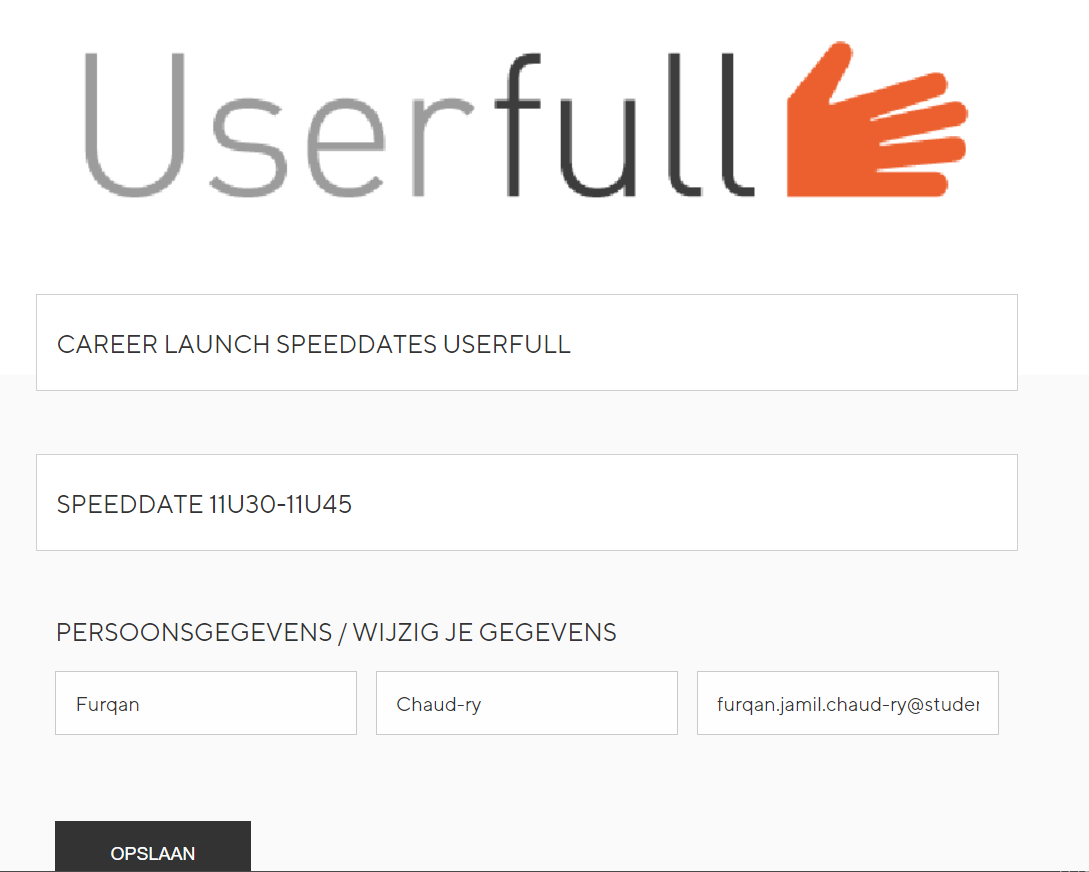 Userfull
CAREER LAUNCH SPEEDDATES USERFULL
SPEEDDATE 11U30-11U45
PERSOONSGEGEVENS / WIJZIG JE GEGEVENS
Furqan
Chaud-ry
furqan.jamil.chaud-ry@studen
OPSLAAN